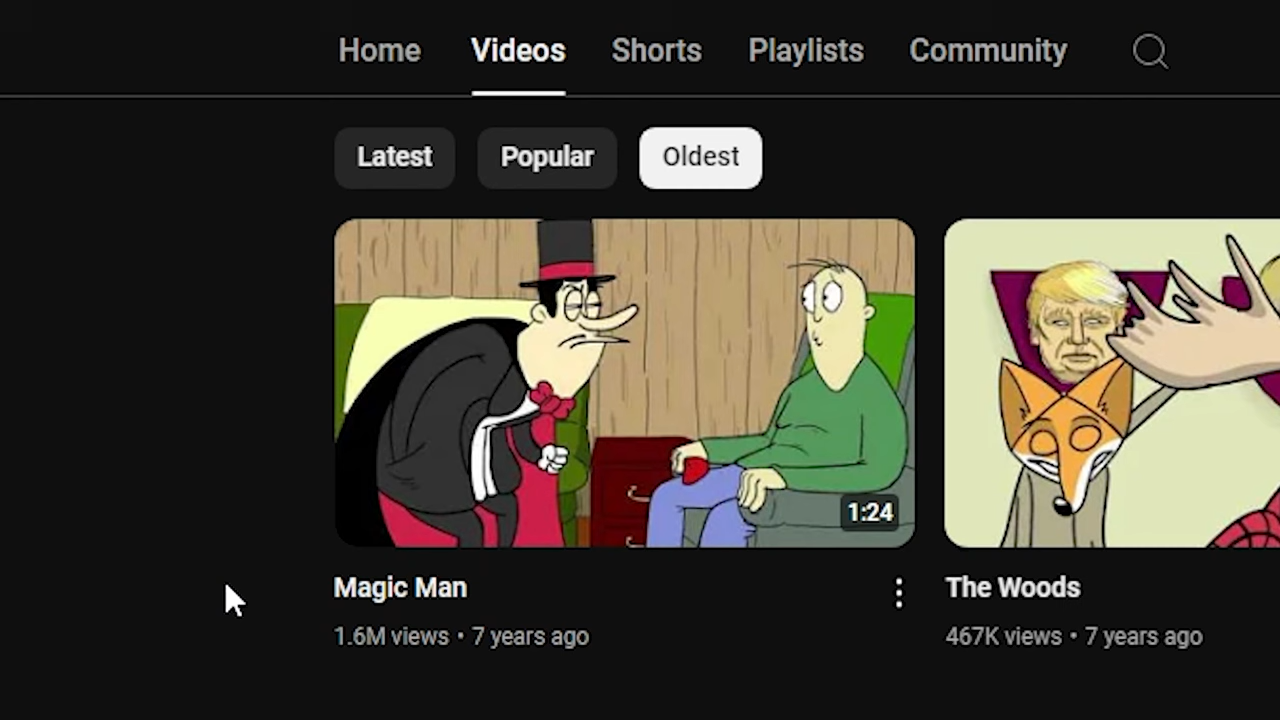 Home Videos Shorts Playlists Community
Latest Popular Oldest
1:24
Magic Man
1.6M views • 7 years ago
The Woods
467K views • 7 years ago